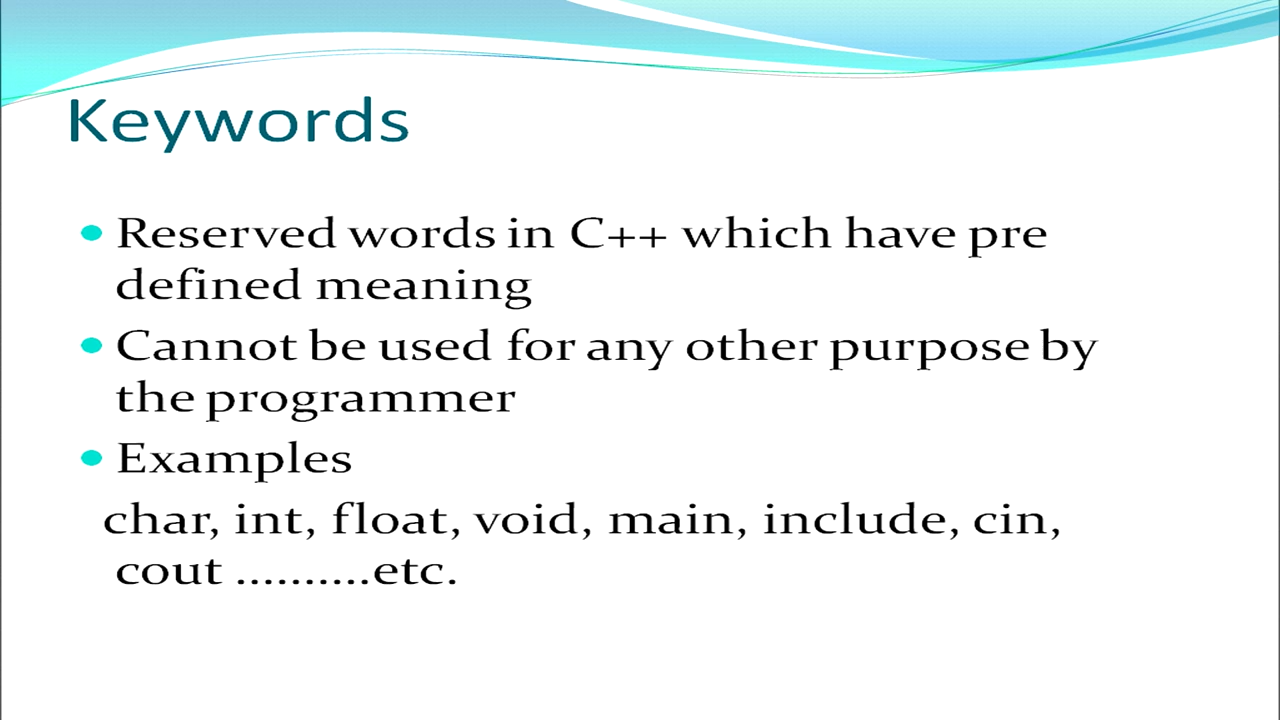 Keywords
• Reserved words in C++ which have pre
defined meaning
• Cannot be used for any other purpose by
the programmer
• Examples
char, int, float, void, main, include, cin,
cout ..........etc.